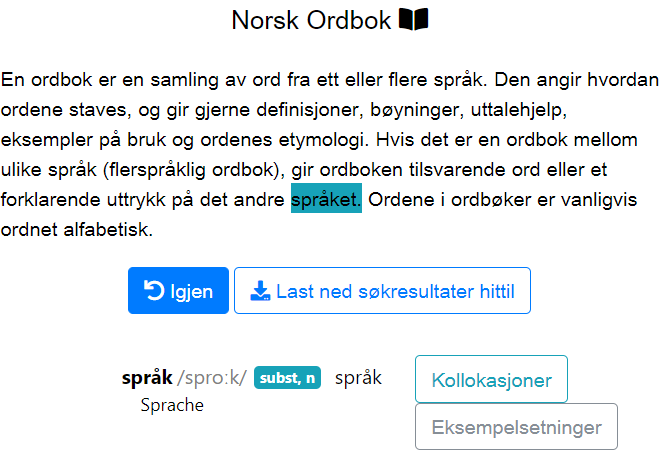 Norsk Ordbok
En ordbok er en samling av ord fra ett eller flere språk. Den angir hvordan
ordene staves, og gir gjerne definisjoner, bøyninger, uttalehjelp,
eksempler på bruk og ordenes etymologi. Hvis det er en ordbok mellom
ulike språk (flerspråklig ordbok), gir ordboken tilsvarende ord eller et
forklarende uttrykk på det andre språket. Ordene i ordbøker er vanligvis
ordnet alfabetisk.
Igjen Last ned søkresultater hittil
språk /sproːk/ subst, n språk Kollokasjoner
Sprache
Eksempelsetninger